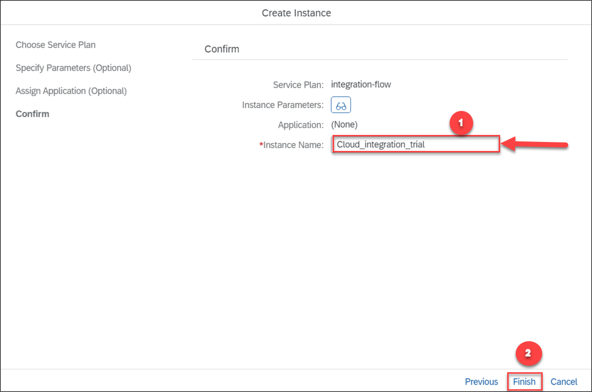 Create Instance
Choose Service Plan
Specify Parameters (Optional)
Assign Application (Optional)
Confirm
Confirm
Service Plan: integration-flow
Instance Parameters:
Application: (None)
1
*Instance Name: Cloud_integration_trial
2
Previous Finish Cancel